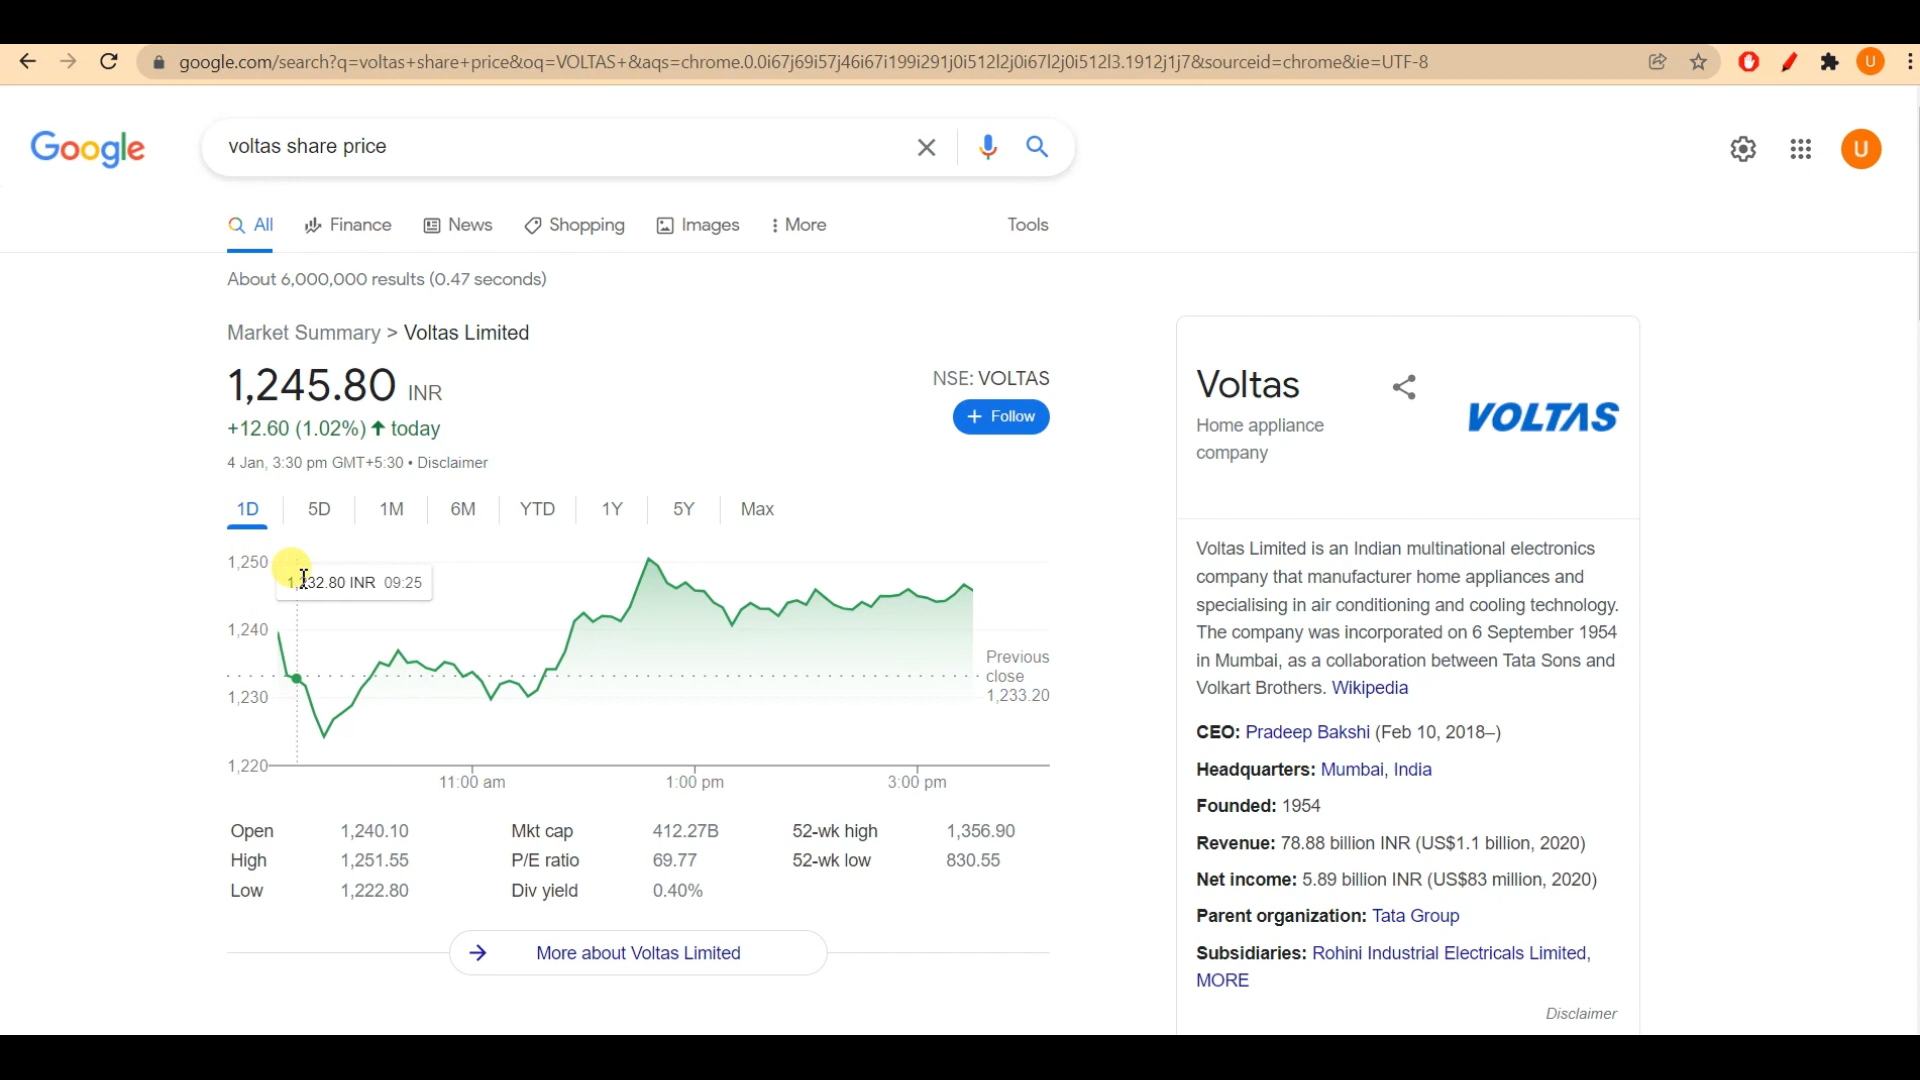 google.com/search?q=voltas+share+price&oq=VOLTAS+&aqs=chrome.0.0i67j69i57j46i67i199i291j0i512l2j0i67l2j0i512l3.1912j1j7&sourceid=chrome&ie=UTF-8
U
Google
voltas share price
U
All
Finance
News
Shopping
Images
More
Tools
About 6,000,000 results (0.47 seconds)
Market Summary > Voltas Limited
1,245.80 INR
+12.60 (1.02%) today
4 Jan, 3:30 pm GMT+5:30 • Disclaimer
NSE: VOLTAS
+ Follow
1D 5D 1M 6M YTD 1Y 5Y Max
1,250
1,232.80 INR 09:25
1,240
1,230
1,220
Previous
close
1,233.20
11:00 am 1:00 pm 3:00 pm
Open 1,240.10 Mkt cap 412.27B 52-wk high 1,356.90
High 1,251.55 P/E ratio 69.77 52-wk low 830.55
Low 1,222.80 Div yield 0.40%
More about Voltas Limited
Voltas
Home appliance
company
VOLTAS
Voltas Limited is an Indian multinational electronics
company that manufacturer home appliances and
specialising in air conditioning and cooling technology.
The company was incorporated on 6 September 1954
in Mumbai, as a collaboration between Tata Sons and
Volkart Brothers. Wikipedia
CEO: Pradeep Bakshi (Feb 10, 2018–)
Headquarters: Mumbai, India
Founded: 1954
Revenue: 78.88 billion INR (US$1.1 billion, 2020)
Net income: 5.89 billion INR (US$83 million, 2020)
Parent organization: Tata Group
Subsidiaries: Rohini Industrial Electricals Limited,
MORE
Disclaimer